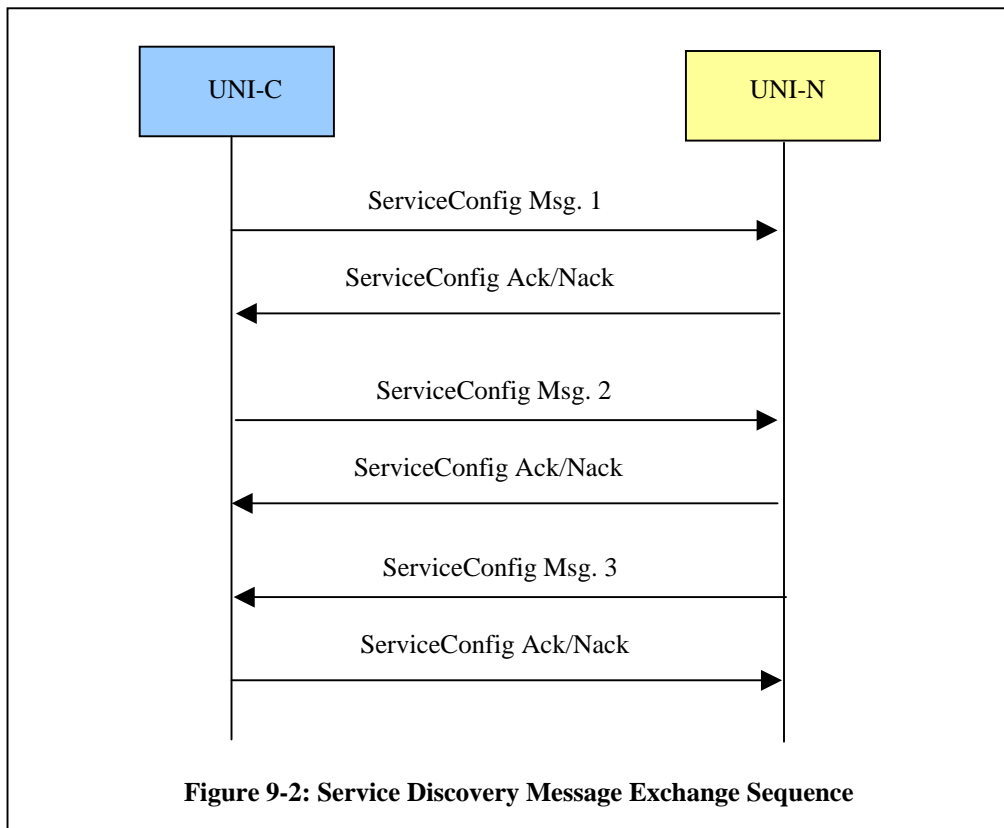 UNI-C
UNI-N
ServiceConfig Msg. 1
ServiceConfig Ack/Nack
ServiceConfig Msg. 2
ServiceConfig Ack/Nack
ServiceConfig Msg. 3
ServiceConfig Ack/Nack
Figure 9-2: Service Discovery Message Exchange Sequence